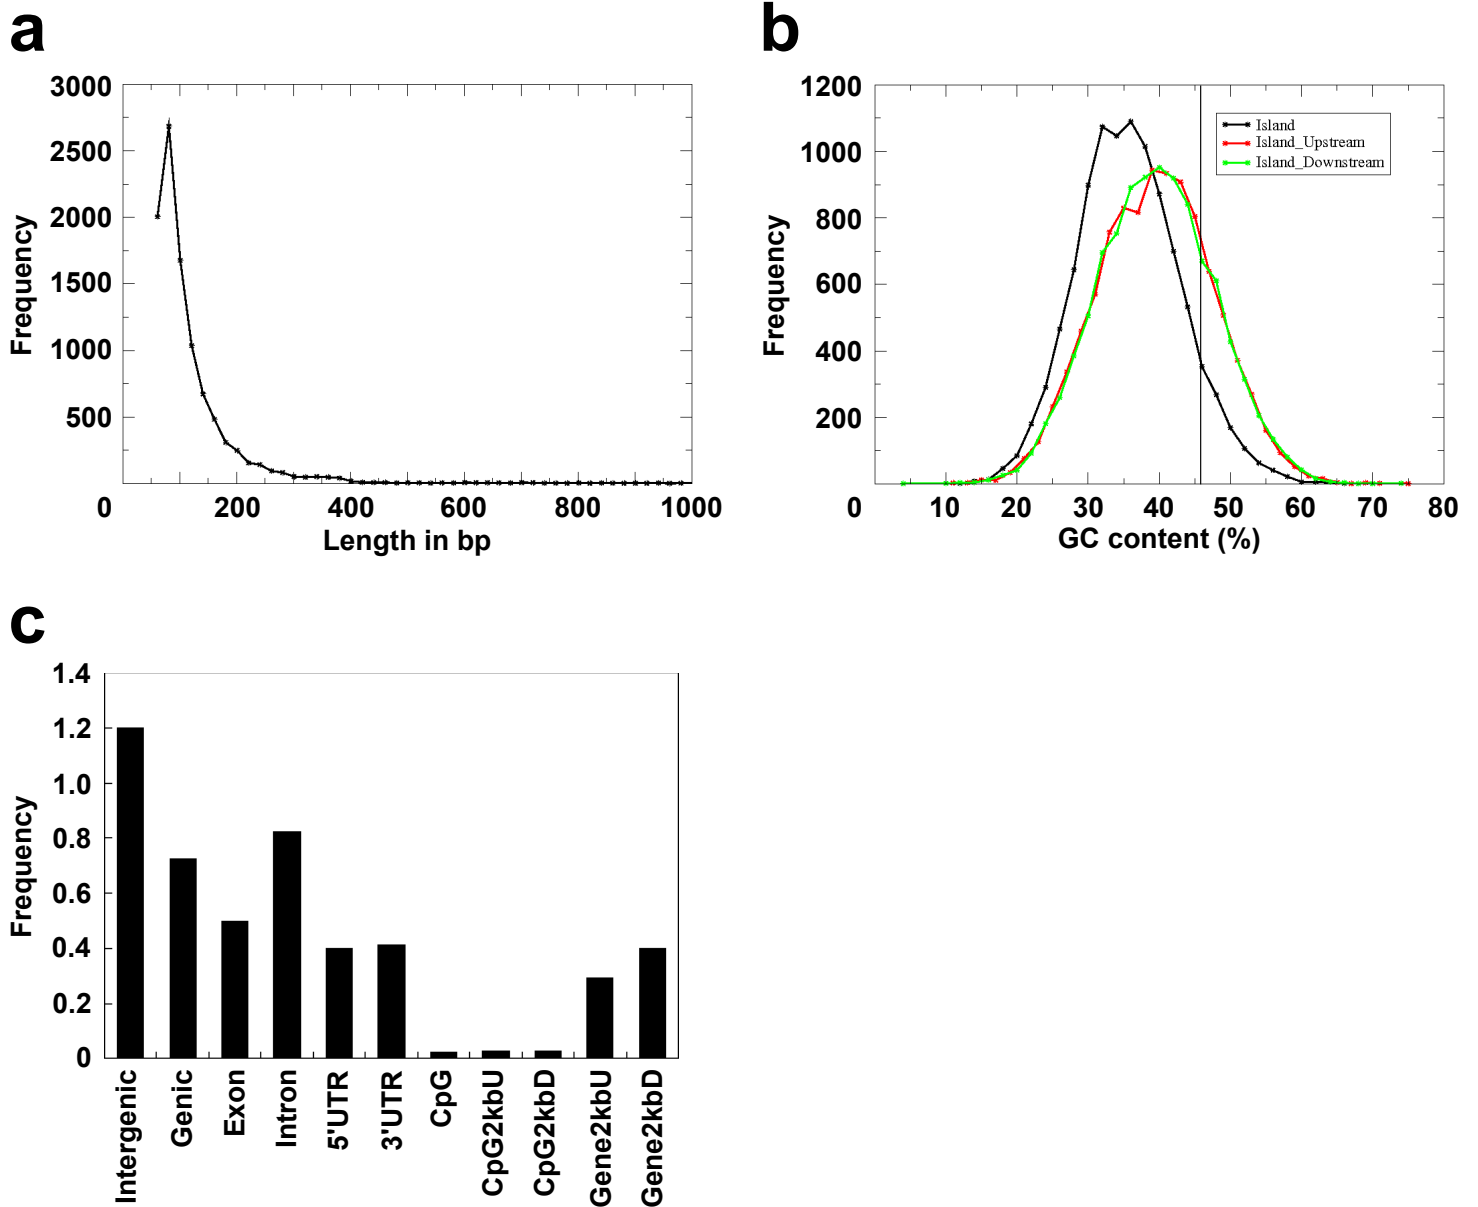 a
3000
2500
2000
1500
1000
500
0 200 400 600 800 1000
Frequency
Length in bp
b
1200
1000
800
600
400
200
0 10 20 30 40 50 60 70 80
Frequency
GC content (%)
Island
Island_Upstream
Island_Downstream
c
1.4
1.2
1.0
0.8
0.6
0.4
0.2
0
Frequency
Intergenic
Genic
Exon
Intron
5'UTR
3'UTR
CpG
CpG2kbU
CpG2kbD
Gene2kbU
Gene2kbD